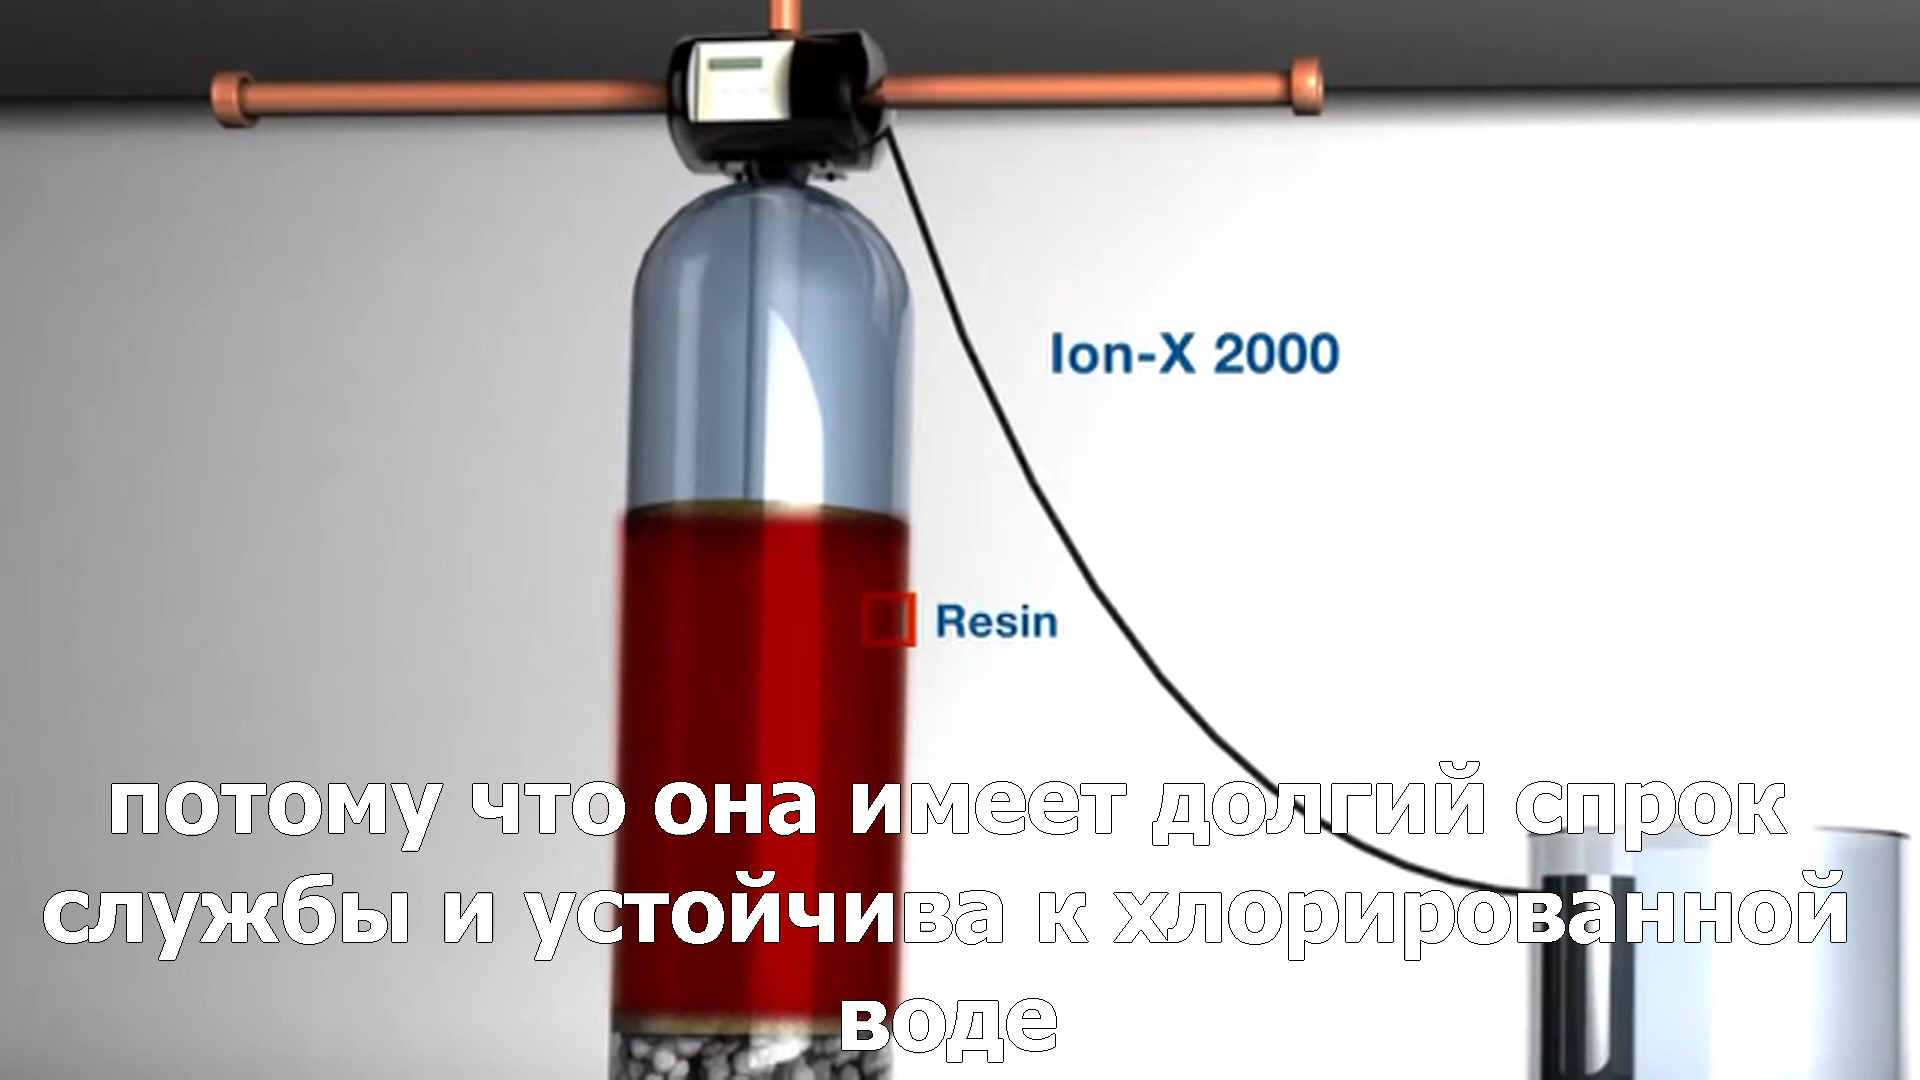 Ion-X 2000
Resin
потому что она имеет долгий спрок
службы и устойчива к хлорированной
воде